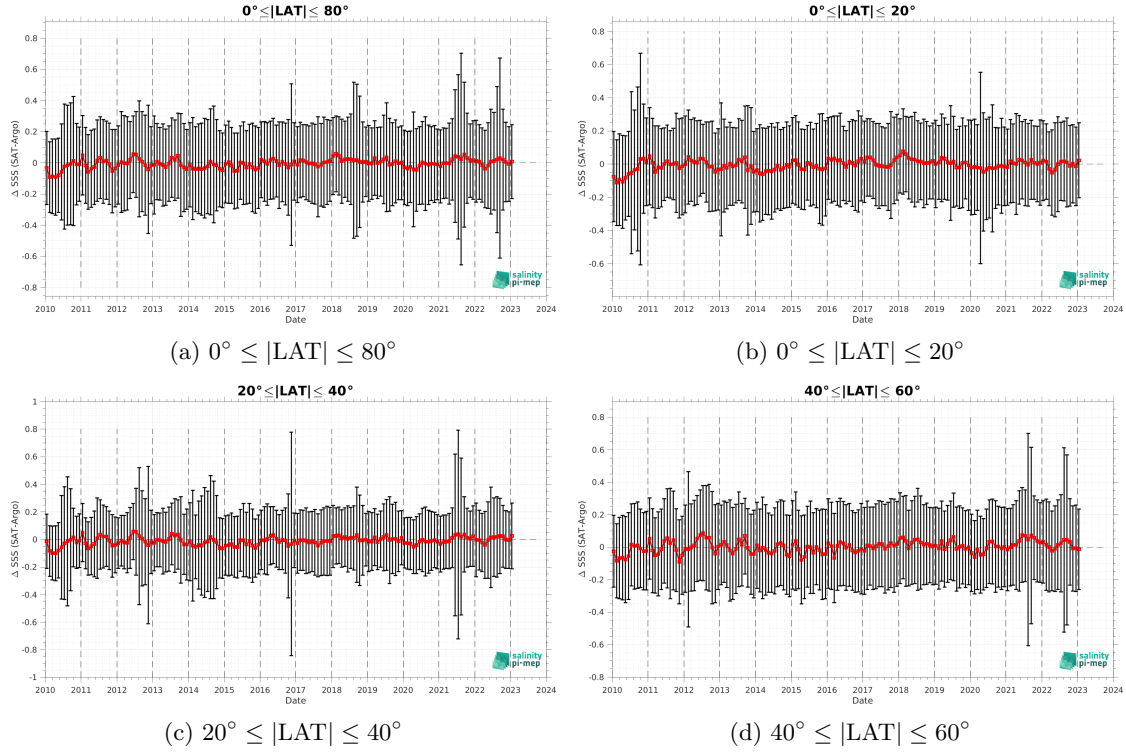 0°≤|LAT|≤ 80°
Δ SSS (SAT-Argo)
0.8
0.6
0.4
0.2
0
-0.2
-0.4
-0.6
-0.8
2010 2011 2012 2013 2014 2015 2016 2017 2018 2019 2020 2021 2022 2023 2024
Date
salinity
pi-mep
(a) 0° ≤ |LAT| ≤ 80°
0°≤|LAT|≤ 20°
Δ SSS (SAT-Argo)
0.8
0.6
0.4
0.2
0
-0.2
-0.4
-0.6
2010 2011 2012 2013 2014 2015 2016 2017 2018 2019 2020 2021 2022 2023 2024
Date
salinity
pi-mep
(b) 0° ≤ |LAT| ≤ 20°
20°≤|LAT|≤ 40°
Δ SSS (SAT-Argo)
1
0.8
0.6
0.4
0.2
0
-0.2
-0.4
-0.6
-0.8
-1
2010 2011 2012 2013 2014 2015 2016 2017 2018 2019 2020 2021 2022 2023 2024
Date
salinity
pi-mep
(c) 20° ≤ |LAT| ≤ 40°
40°≤|LAT|≤ 60°
Δ SSS (SAT-Argo)
0.8
0.6
0.4
0.2
0
-0.2
-0.4
-0.6
-0.8
2010 2011 2012 2013 2014 2015 2016 2017 2018 2019 2020 2021 2022 2023 2024
Date
salinity
pi-mep
(d) 40° ≤ |LAT| ≤ 60°